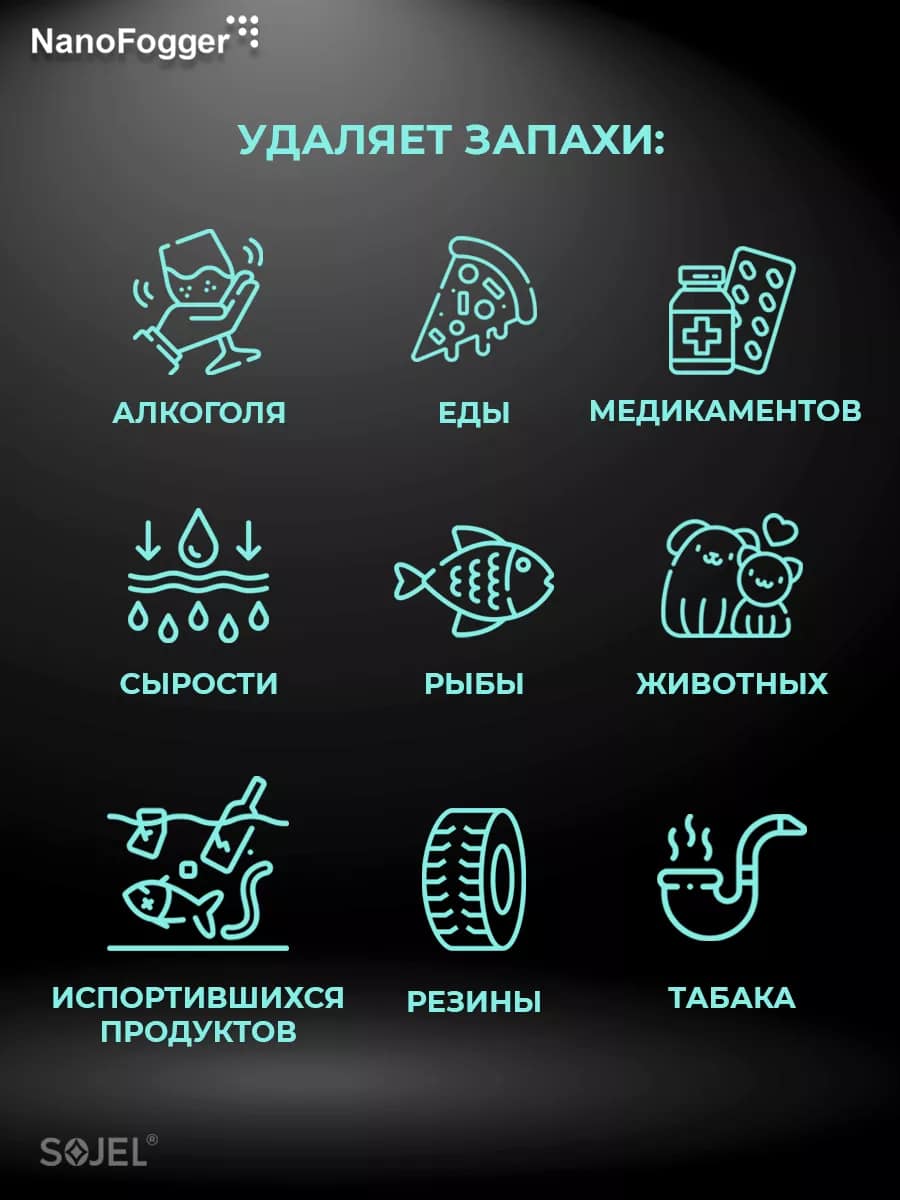 NanoFogger
УДАЛЯЕТ ЗАПАХИ:
АЛКОГОЛЯ
ЕДЫ
МЕДИКАМЕНТОВ
СЫРОСТИ
РЫБЫ
ЖИВОТНЫХ
ИСПОРТИВШИХСЯ
ПРОДУКТОВ
РЕЗИНЫ
ТАБАКА
SOJEL®